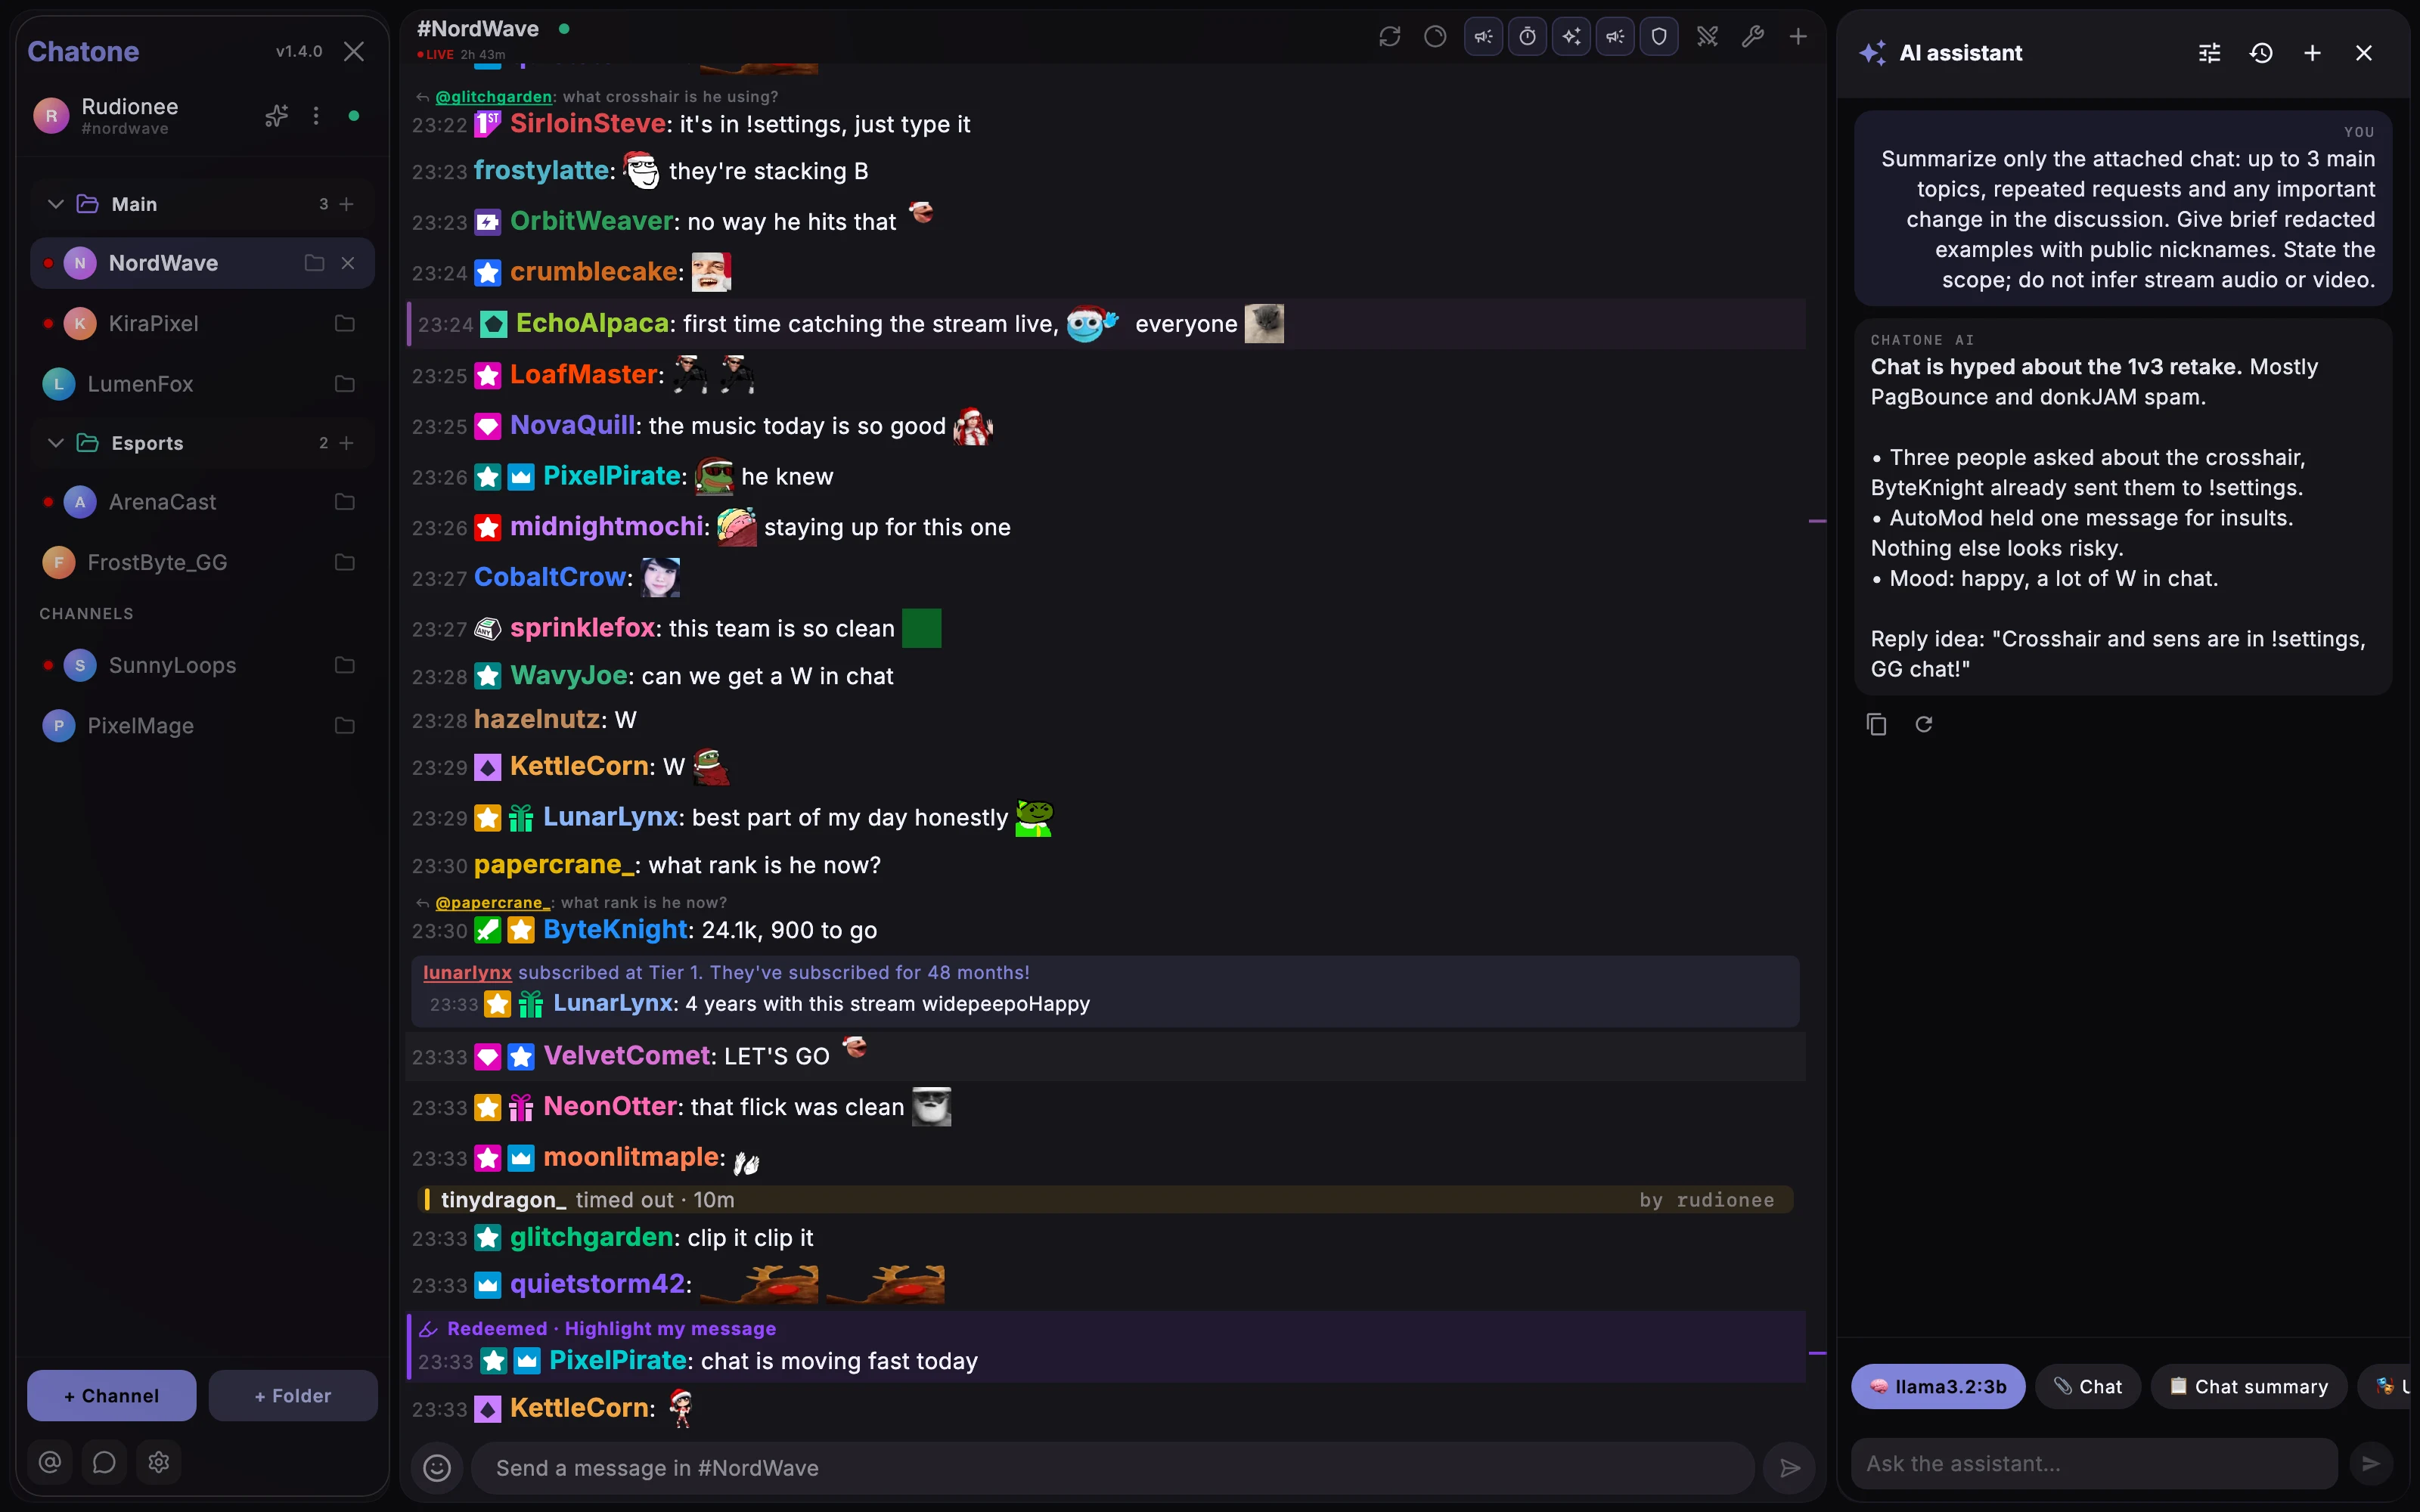 Chatone
v1.4.0
R
Rudionee
#nordwave
Main
3
N
NordWave
K
KiraPixel
L
LumenFox
Esports
2
A
ArenaCast
F
FrostByte_GG
CHANNELS
S
SunnyLoops
P
PixelMage
+ Channel
+ Folder
#NordWave
LIVE 2h 43m
@glitchgarden: what crosshair is he using?
23:22 1ST SirloinSteve: it's in !settings, just type it
23:23 frostylatte: they're stacking B
23:23 OrbitWeaver: no way he hits that
23:24 crumblecake:
23:24 EchoAlpaca: first time catching the stream live, everyone
23:25 LoafMaster:
23:25 NovaQuill: the music today is so good
23:26 PixelPirate: he knew
23:26 midnightmochi: staying up for this one
23:27 CobaltCrow:
23:27 ANY sprinklefox: this team is so clean
23:28 WavyJoe: can we get a W in chat
23:28 hazelnutz: W
23:29 KettleCorn: W
23:29 LunarLynx: best part of my day honestly
23:30 papercrane_: what rank is he now?
@papercrane_: what rank is he now?
23:30 ByteKnight: 24.1k, 900 to go
lunarlynx subscribed at Tier 1. They've subscribed for 48 months!
23:33 LunarLynx: 4 years with this stream widepeepoHappy
23:33 VelvetComet: LET'S GO
23:33 NeonOtter: that flick was clean
23:33 moonlitmaple:
tinydragon_ timed out · 10m by rudionee
23:33 glitchgarden: clip it clip it
23:33 quietstorm42:
Redeemed · Highlight my message
23:33 PixelPirate: chat is moving fast today
23:33 KettleCorn:
Send a message in #NordWave
AI assistant
YOU
Summarize only the attached chat: up to 3 main
topics, repeated requests and any important
change in the discussion. Give brief redacted
examples with public nicknames. State the
scope; do not infer stream audio or video.
CHATONE AI
Chat is hyped about the 1v3 retake. Mostly
PagBounce and donkJAM spam.
• Three people asked about the crosshair,
ByteKnight already sent them to !settings.
• AutoMod held one message for insults.
Nothing else looks risky.
• Mood: happy, a lot of W in chat.
Reply idea: "Crosshair and sens are in !settings,
GG chat!"
llama3.2:3b
Chat
Chat summary
Ask the assistant...